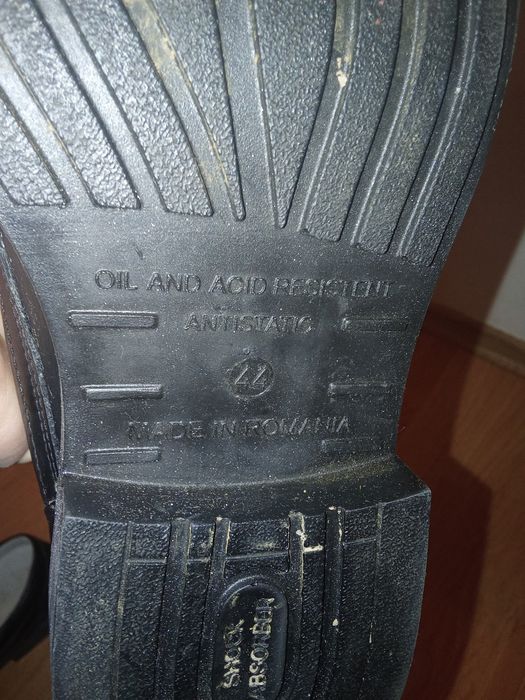 OIL AND ACID RESISTENT
ANTISTATIC
44
MADE IN ROMANIA
SHOCK
ABSORBER